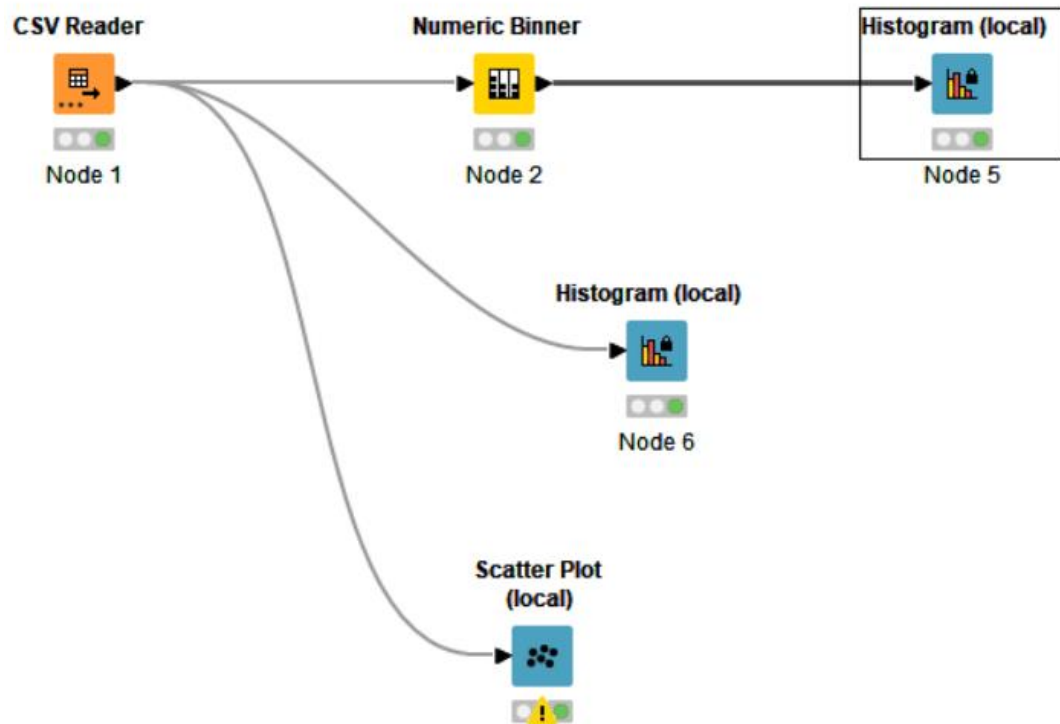 CSV Reader
Numeric Binner
Histogram (local)
Node 1
Node 2
Node 5
Histogram (local)
Node 6
Scatter Plot
(local)